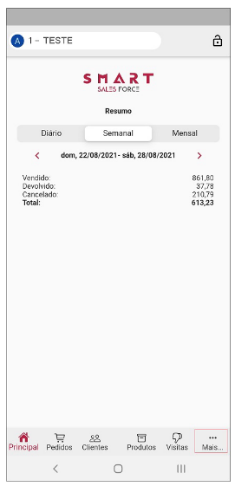 A 1 - TESTE
SMART
SALES FORCE
Resumo
Diário Semanal Mensal
dom, 22/08/2021- sáb, 28/08/2021
Vendido: 861,80
Devolvido: 37,78
Cancelado: 210,79
Total: 613,23
Principal Pedidos Clientes Produtos Visitas Mais...